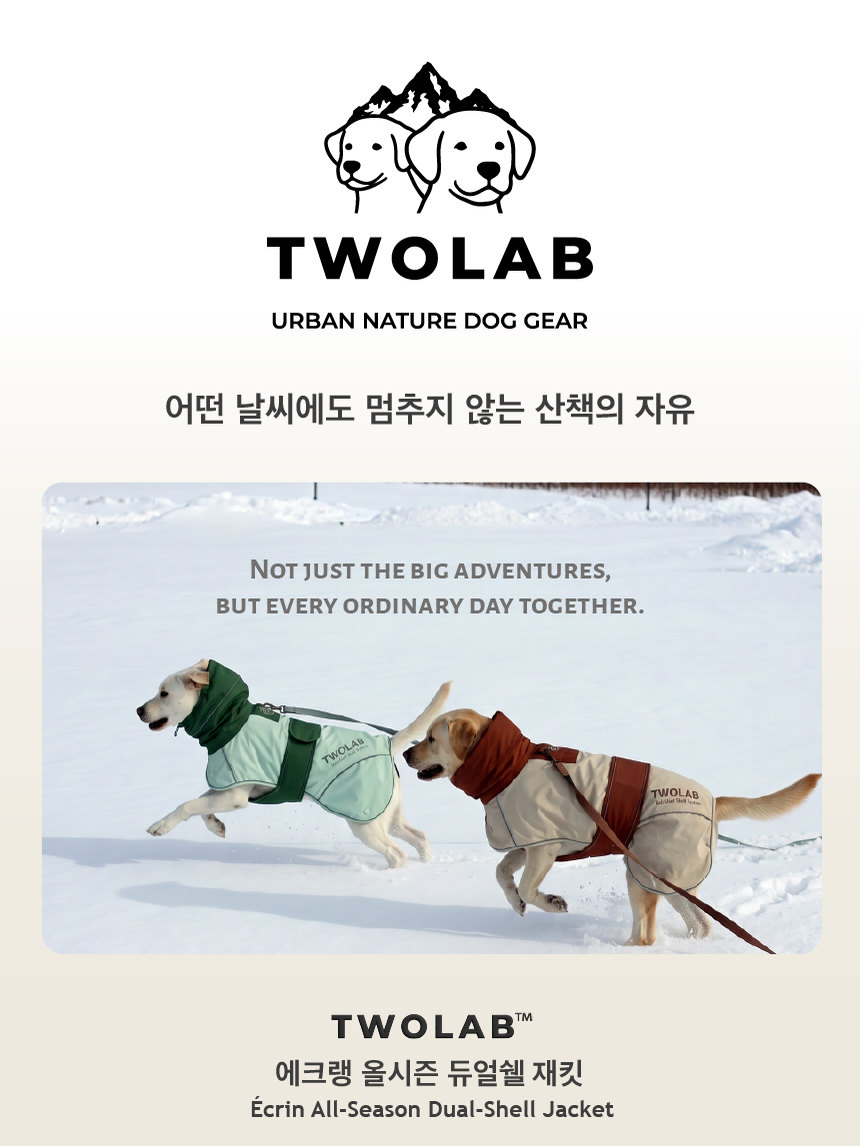 TWOLAB
URBAN NATURE DOG GEAR
어떤 날씨에도 멈추지 않는 산책의 자유
NOT JUST THE BIG ADVENTURES,
BUT EVERY ORDINARY DAY TOGETHER.
TWOLAB
TWOLAB
TWOLAB™
에크랭 올시즌 듀얼쉘 재킷
Écrin All-Season Dual-Shell Jacket